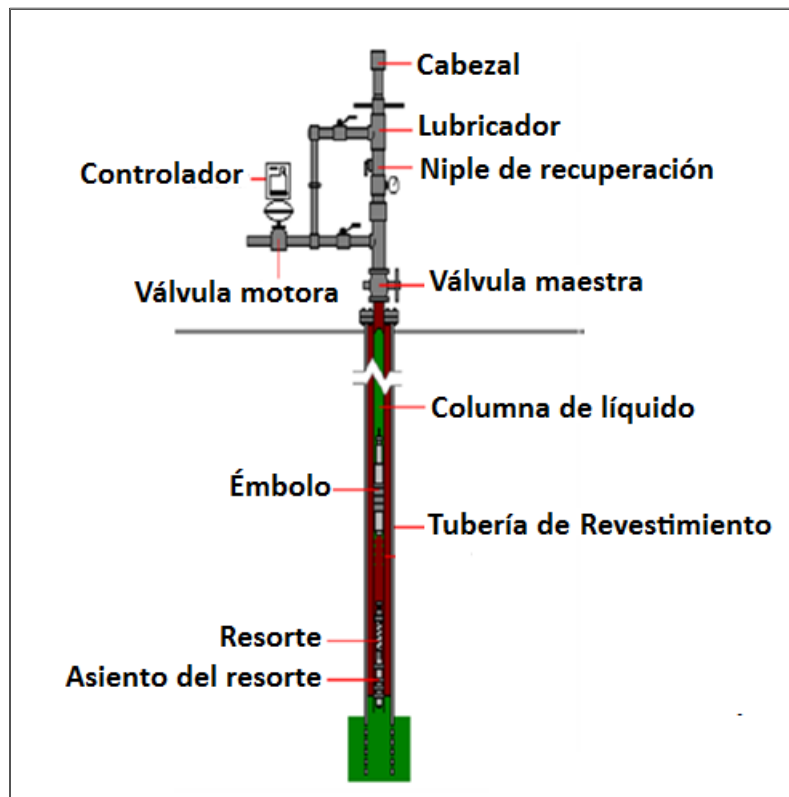 Cabezal
Lubricador
Niple de recuperación
Controlador
Válvula motora
Válvula maestra
Columna de líquido
Émbolo
Tubería de Revestimiento
Resorte
Asiento del resorte